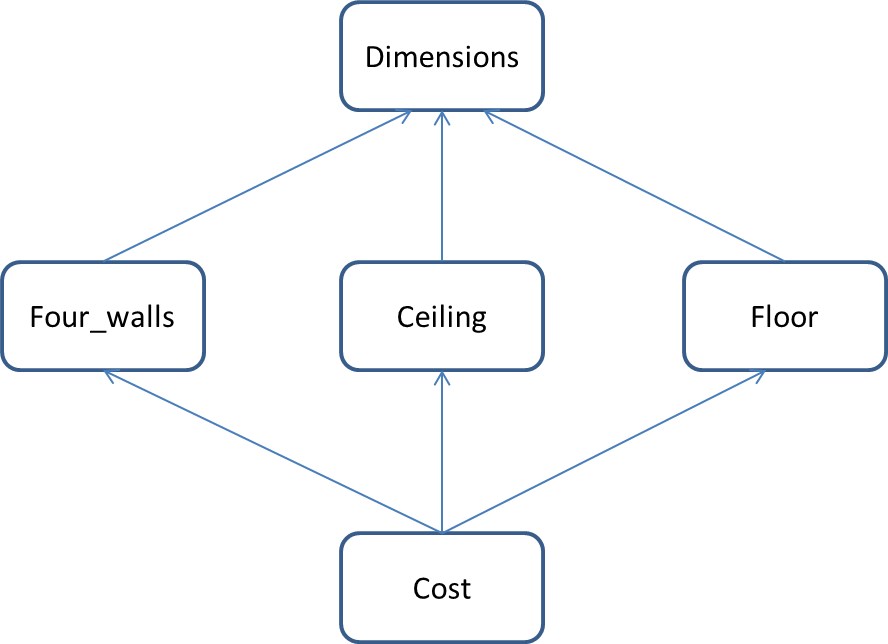 Dimensions
Four_walls
Ceiling
Floor
Cost